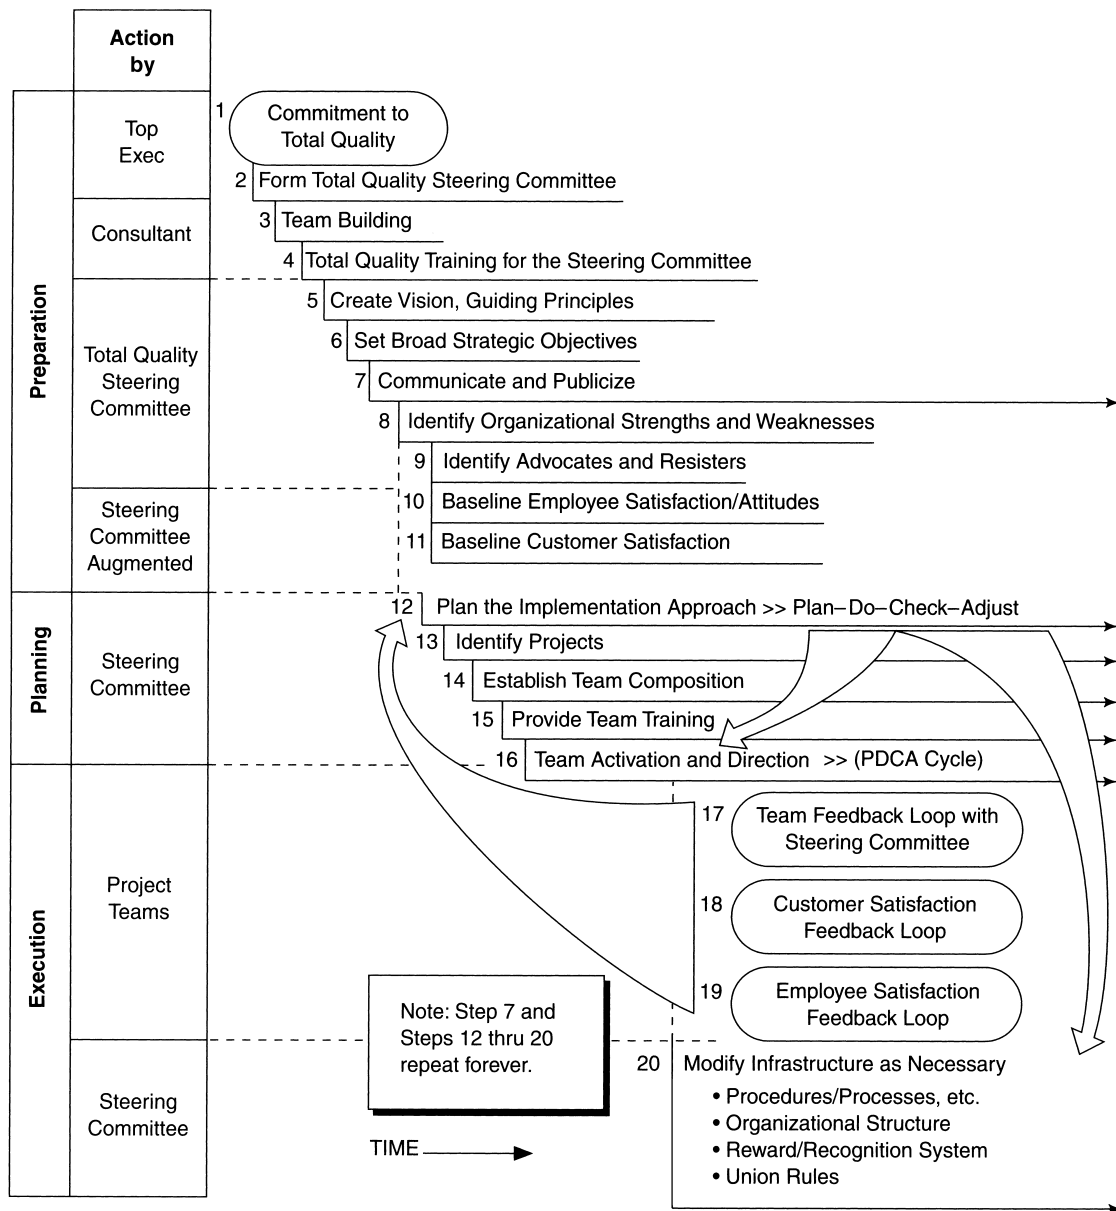 Action
by
Preparation
Top
Exec
1
Commitment to
Total Quality
2 Form Total Quality Steering Committee
Consultant
3 Team Building
4 Total Quality Training for the Steering Committee
Total Quality
Steering
Committee
5 Create Vision, Guiding Principles
6 Set Broad Strategic Objectives
7 Communicate and Publicize
8 Identify Organizational Strengths and Weaknesses
9 Identify Advocates and Resisters
Steering
Committee
Augmented
10 Baseline Employee Satisfaction/Attitudes
11 Baseline Customer Satisfaction
Planning
Steering
Committee
12 Plan the Implementation Approach >> Plan–Do–Check–Adjust
13 Identify Projects
14 Establish Team Composition
15 Provide Team Training
16 Team Activation and Direction >> (PDCA Cycle)
Execution
Project
Teams
17 Team Feedback Loop with
Steering Committee
18 Customer Satisfaction
Feedback Loop
19 Employee Satisfaction
Feedback Loop
Note: Step 7 and
Steps 12 thru 20
repeat forever.
Steering
Committee
20 Modify Infrastructure as Necessary
• Procedures/Processes, etc.
• Organizational Structure
• Reward/Recognition System
• Union Rules
TIME